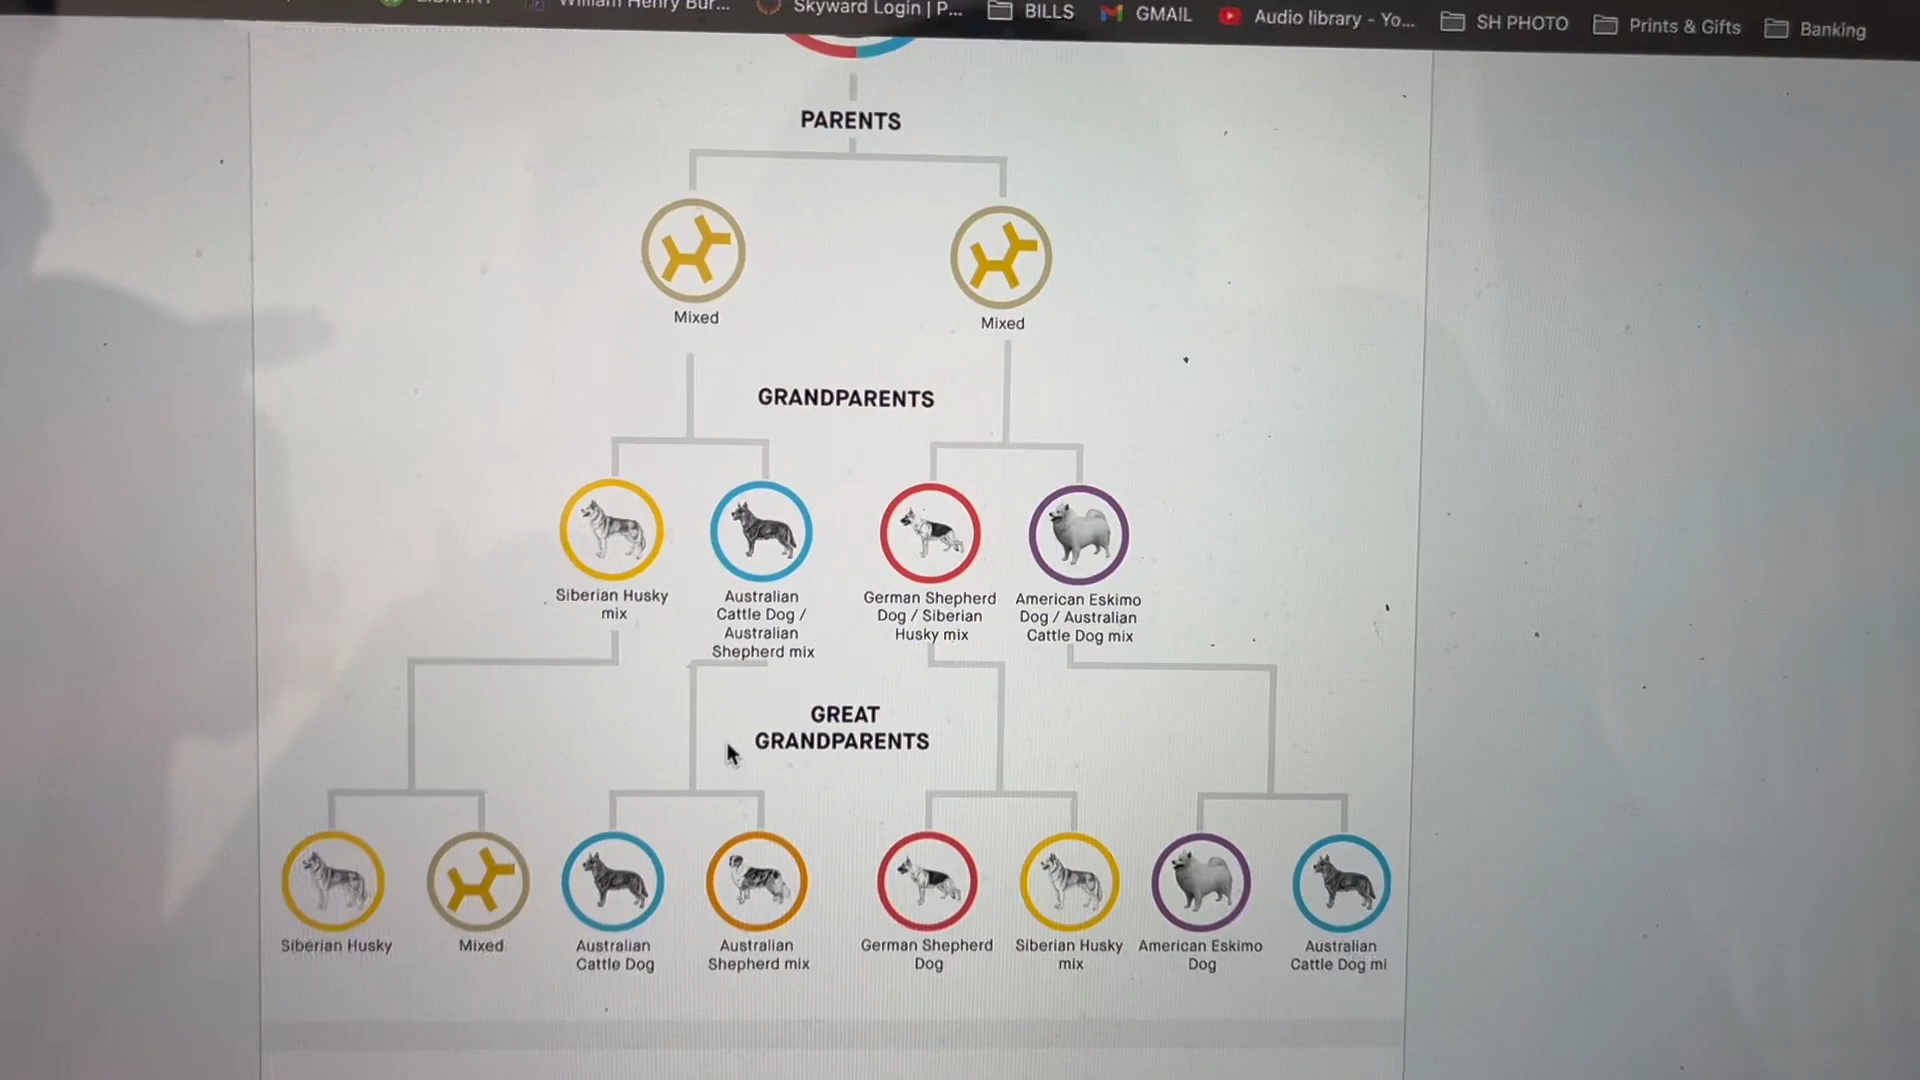 Skyward Login | P...
BILLS
GMAIL
Audio library - Yo...
SH PHOTO
Prints & Gifts
Banking
PARENTS
Mixed
Mixed
GRANDPARENTS
Siberian Husky
mix
Australian
Cattle Dog /
Australian
Shepherd mix
German Shepherd
Dog / Siberian
Husky mix
American Eskimo
Dog / Australian
Cattle Dog mix
GREAT
GRANDPARENTS
Siberian Husky
Mixed
Australian
Cattle Dog
Australian
Shepherd mix
German Shepherd
Dog
Siberian Husky
mix
American Eskimo
Dog
Australian
Cattle Dog mi